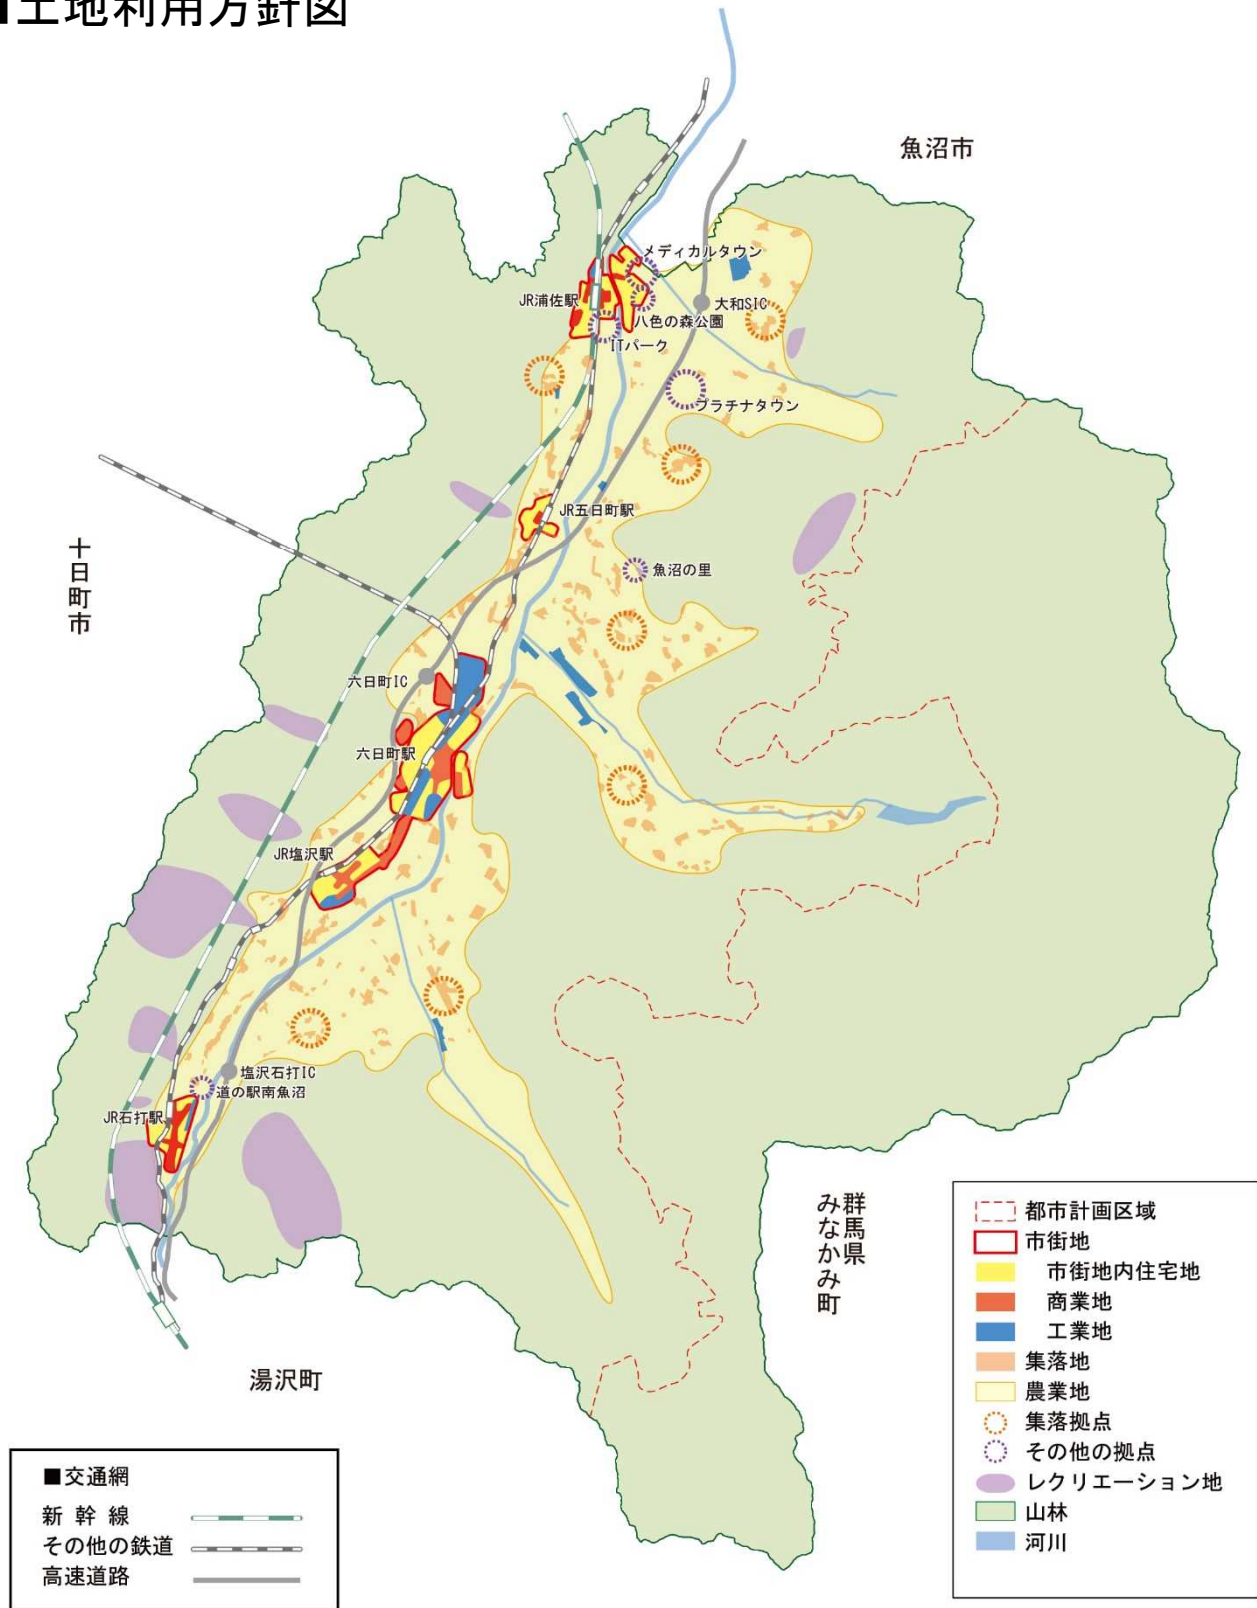 ■土地利用方針図
魚沼市
メディカルタウン
JR浦佐駅
大和SIC
八色の森公園
ITパーク
プラチナタウン
JR五日町駅
十日町市
魚沼の里
六日町IC
六日町駅
JR塩沢駅
塩沢石打IC
道の駅南魚沼
JR石打駅
群馬県
みなかみ町
湯沢町
都市計画区域
市街地
市街地内住宅地
商業地
工業地
集落地
農業地
集落拠点
その他の拠点
レクリエーション地
山林
河川
■交通網
新幹線
その他の鉄道
高速道路